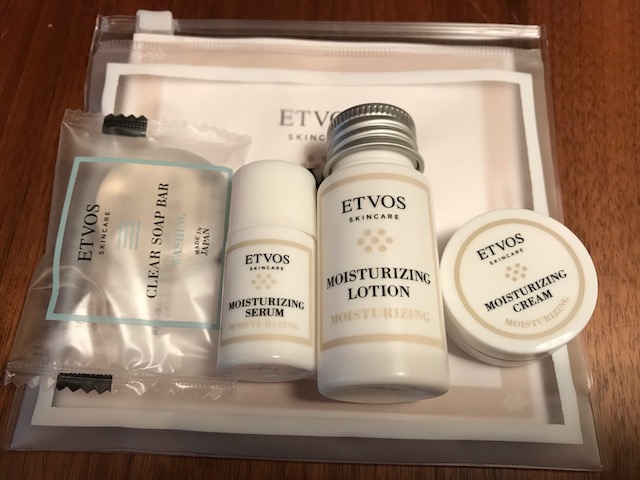 ETVOS
SKINCARE
ETVOS
SKINCARE
CLEAR SOAP BAR
WASHING
MADE IN
JAPAN
ETVOS
SKINCARE
MOISTURIZING
SERUM
MOISTURIZING
ETVOS
SKINCARE
MOISTURIZING
LOTION
MOISTURIZING
ETVOS
SKINCARE
MOISTURIZING
CREAM
MOISTURIZING